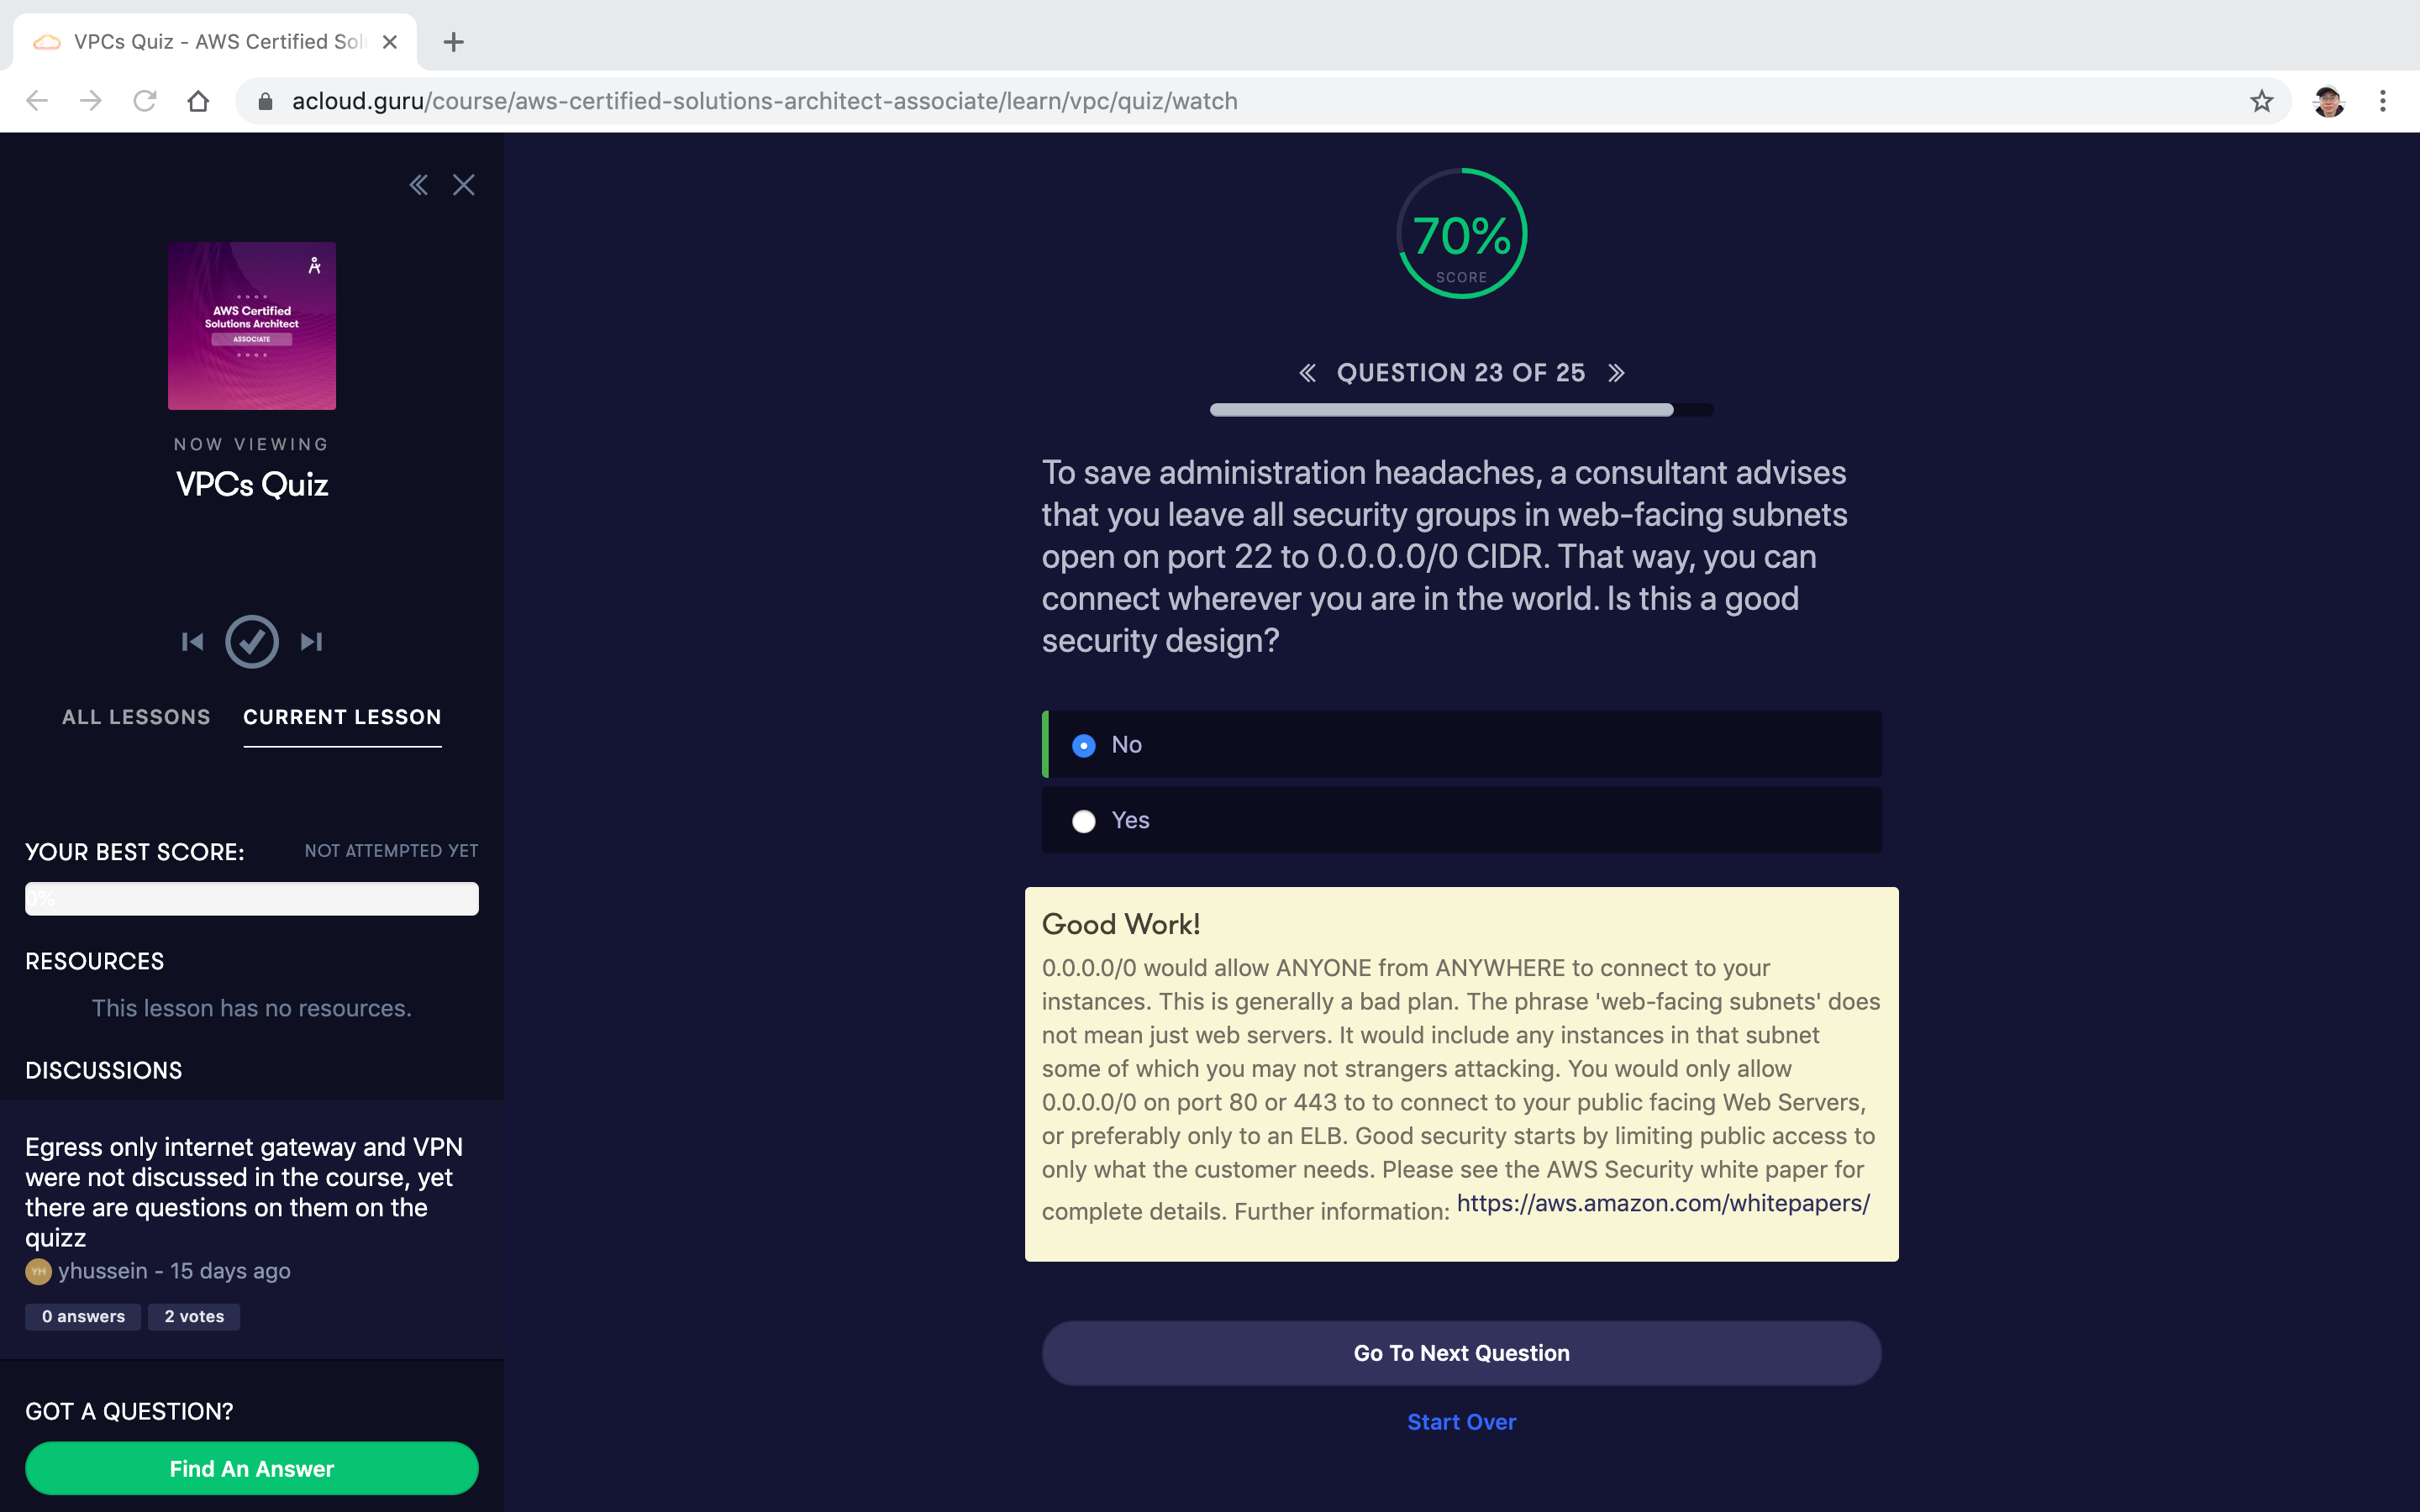 VPCs Quiz - AWS Certified Sol
acloud.guru/course/aws-certified-solutions-architect-associate/learn/vpc/quiz/watch
AWS Certified
Solutions Architect
ASSOCIATE
NOW VIEWING
VPCs Quiz
ALL LESSONS
CURRENT LESSON
YOUR BEST SCORE:
NOT ATTEMPTED YET
0%
RESOURCES
This lesson has no resources.
DISCUSSIONS
Egress only internet gateway and VPN
were not discussed in the course, yet
there are questions on them on the
quizz
YH
yhussein - 15 days ago
0 answers
2 votes
GOT A QUESTION?
Find An Answer
70%
SCORE
QUESTION 23 OF 25
To save administration headaches, a consultant advises
that you leave all security groups in web-facing subnets
open on port 22 to 0.0.0.0/0 CIDR. That way, you can
connect wherever you are in the world. Is this a good
security design?
No
Yes
Good Work!
0.0.0.0/0 would allow ANYONE from ANYWHERE to connect to your
instances. This is generally a bad plan. The phrase 'web-facing subnets' does
not mean just web servers. It would include any instances in that subnet
some of which you may not strangers attacking. You would only allow
0.0.0.0/0 on port 80 or 443 to to connect to your public facing Web Servers,
or preferably only to an ELB. Good security starts by limiting public access to
only what the customer needs. Please see the AWS Security white paper for
complete details. Further information: https://aws.amazon.com/whitepapers/
Go To Next Question
Start Over